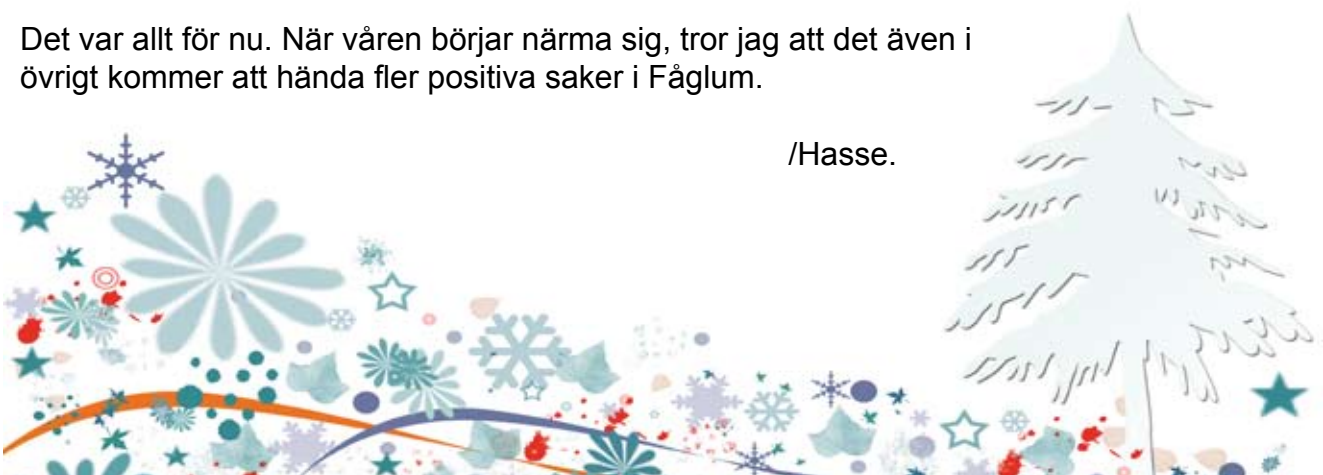 Det var allt för nu. När våren börjar närma sig, tror jag att det även i
övrigt kommer att hända fler positiva saker i Fåglum.
/Hasse.